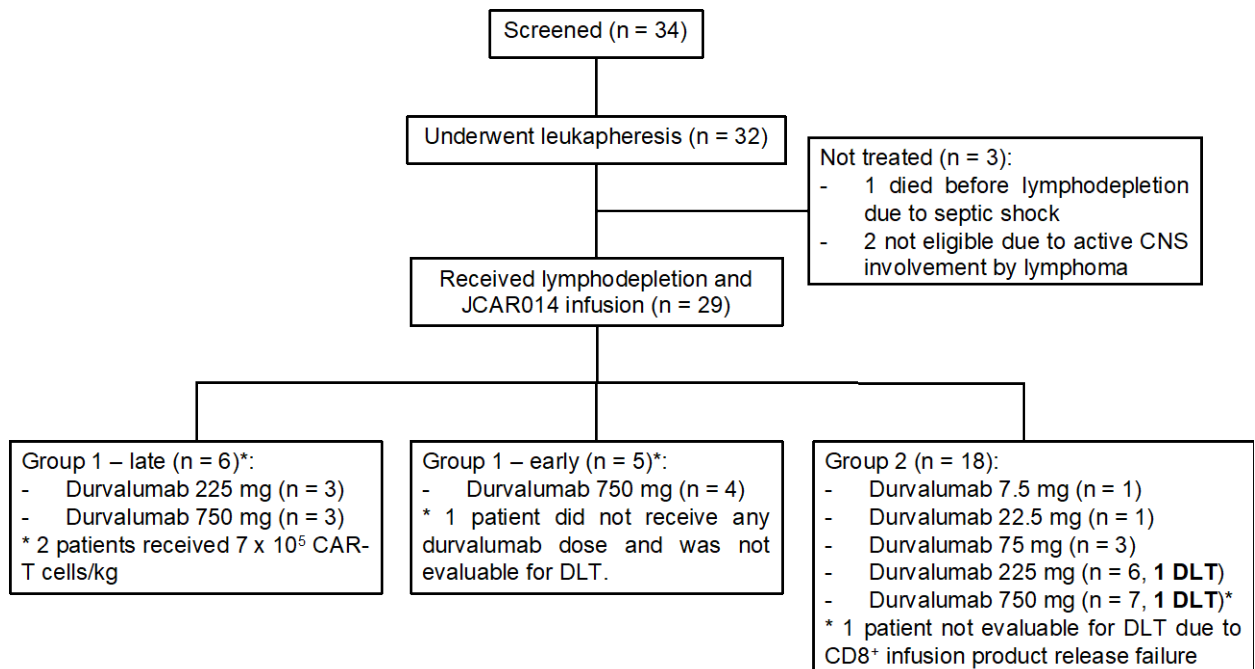 Screened (n = 34)
Underwent leukapheresis (n = 32)
Not treated (n = 3):
- 1 died before lymphodepletion
due to septic shock
- 2 not eligible due to active CNS
involvement by lymphoma
Received lymphodepletion and
JCAR014 infusion (n = 29)
Group 1 – late (n = 6)*:
- Durvalumab 225 mg (n = 3)
- Durvalumab 750 mg (n = 3)
* 2 patients received 7 x 10⁵ CAR-
T cells/kg
Group 1 – early (n = 5)*:
- Durvalumab 750 mg (n = 4)
* 1 patient did not receive any
durvalumab dose and was not
evaluable for DLT.
Group 2 (n = 18):
- Durvalumab 7.5 mg (n = 1)
- Durvalumab 22.5 mg (n = 1)
- Durvalumab 75 mg (n = 3)
- Durvalumab 225 mg (n = 6, 1 DLT)
- Durvalumab 750 mg (n = 7, 1 DLT)*
* 1 patient not evaluable for DLT due to
CD8⁺ infusion product release failure